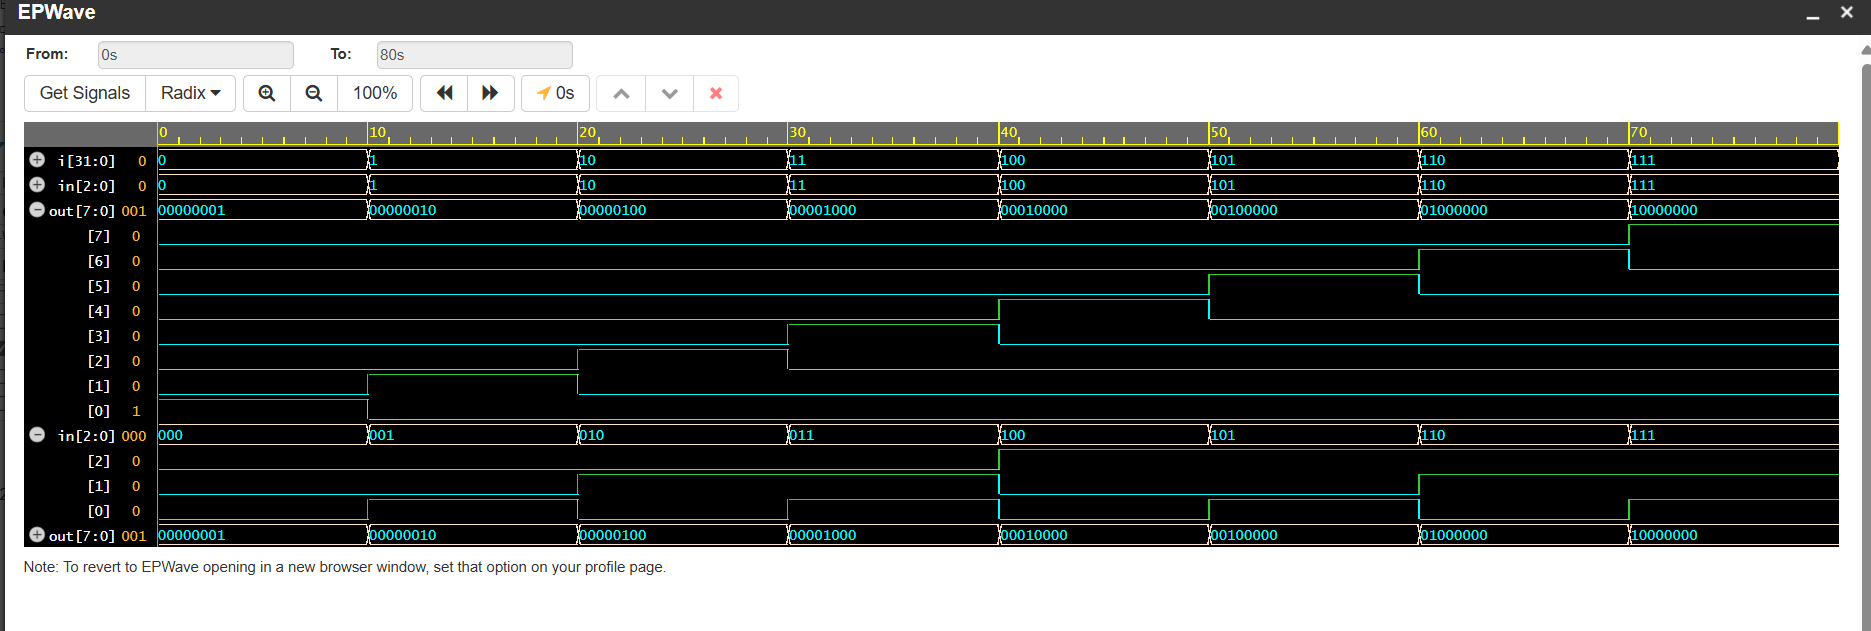 EPWave
From: 0s To: 80s
Get Signals Radix 100% 0s
0 10 20 30 40 50 60 70
i[31:0] 0 0 1 10 11 100 101 110 111
in[2:0] 0 0 1 10 11 100 101 110 111
out[7:0] 001 00000001 00000010 00000100 00001000 00010000 00100000 01000000 10000000
[7] 0
[6] 0
[5] 0
[4] 0
[3] 0
[2] 0
[1] 0
[0] 1
in[2:0] 000 000 001 010 011 100 101 110 111
[2] 0
[1] 0
[0] 0
out[7:0] 001 00000001 00000010 00000100 00001000 00010000 00100000 01000000 10000000
Note: To revert to EPWave opening in a new browser window, set that option on your profile page.